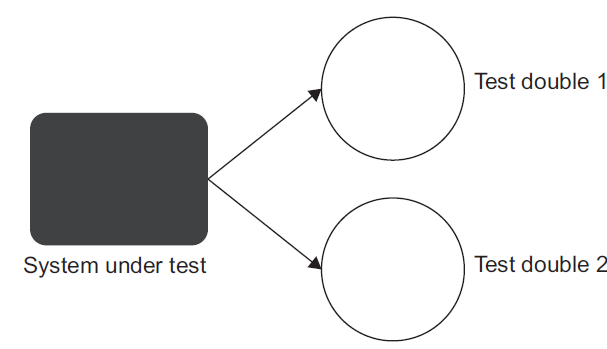 Test double 1
System under test
Test double 2